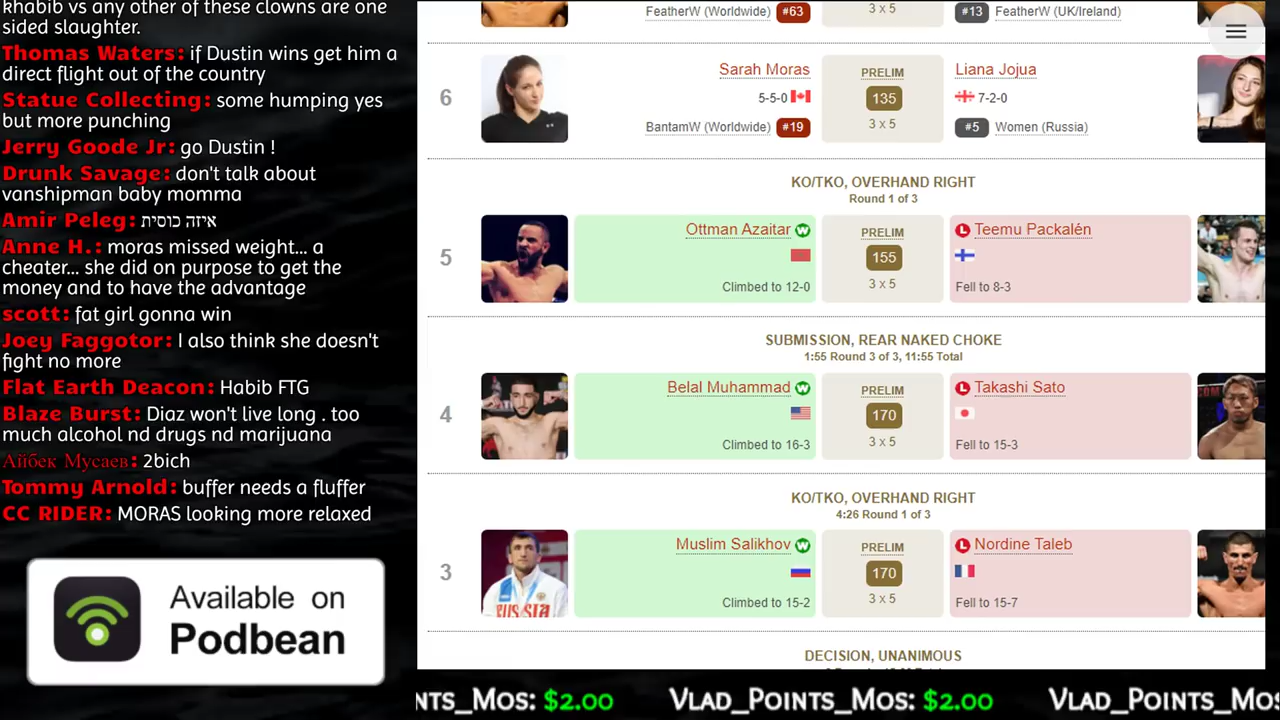 khabib vs any other of these clowns are one
sided slaughter.
Thomas Waters: if Dustin wins get him a
direct flight out of the country
Statue Collecting: some humping yes
but more punching
Jerry Goode Jr: go Dustin !
Drunk Savage: don't talk about
vanshipman baby momma
Amir Peleg: איזה כוסית
Anne H.: moras missed weight... a
cheater... she did on purpose to get the
money and to have the advantage
scott: fat girl gonna win
Joey Faggotor: I also think she doesn't
fight no more
Flat Earth Deacon: Habib FTG
Blaze Burst: Diaz won't live long . too
much alcohol nd drugs nd marijuana
Айбек Мусаев: 2bich
Tommy Arnold: buffer needs a fluffer
CC RIDER: MORAS looking more relaxed
Available on
Podbean
FeatherW (Worldwide) #63 3 x 5 #13 FeatherW (UK/Ireland)
6
Sarah Moras PRELIM Liana Jojua
5-5-0 135 7-2-0
BantamW (Worldwide) #19 3 x 5 #5 Women (Russia)
KO/TKO, OVERHAND RIGHT
Round 1 of 3
5
Ottman Azaitar W PRELIM L Teemu Packalén
155
Climbed to 12-0 3 x 5 Fell to 8-3
SUBMISSION, REAR NAKED CHOKE
1:55 Round 3 of 3, 11:55 Total
4
Belal Muhammad W PRELIM L Takashi Sato
170
Climbed to 16-3 3 x 5 Fell to 15-3
KO/TKO, OVERHAND RIGHT
4:26 Round 1 of 3
3
Muslim Salikhov W PRELIM L Nordine Taleb
170
RUSSIA
Climbed to 15-2 3 x 5 Fell to 15-7
DECISION, UNANIMOUS
NTS_Mos: $2.00 Vlad_Points_Mos: $2.00 Vlad_Points_Mos